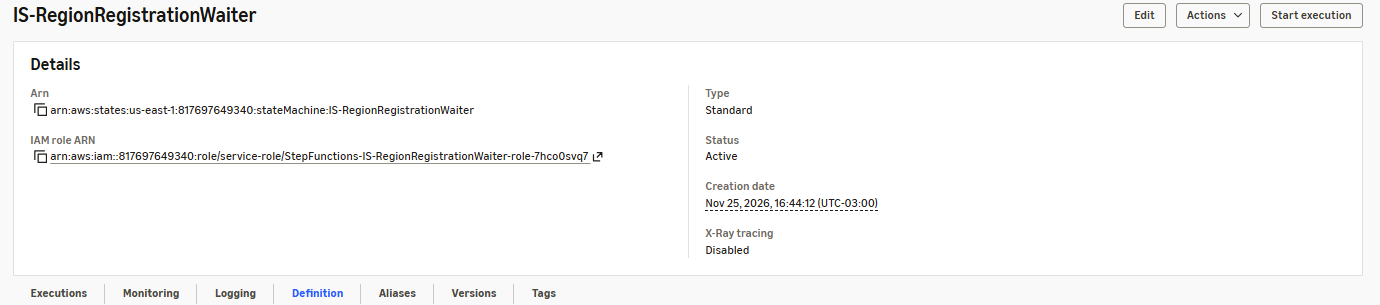 IS-RegionRegistrationWaiter
Edit
Actions
Start execution
Details
Arn
arn:aws:states:us-east-1:817697649340:stateMachine:IS-RegionRegistrationWaiter
IAM role ARN
arn:aws:iam::817697649340:role/service-role/StepFunctions-IS-RegionRegistrationWaiter-role-7hco0svq7
Type
Standard
Status
Active
Creation date
Nov 25, 2026, 16:44:12 (UTC-03:00)
X-Ray tracing
Disabled
Executions
Monitoring
Logging
Definition
Aliases
Versions
Tags